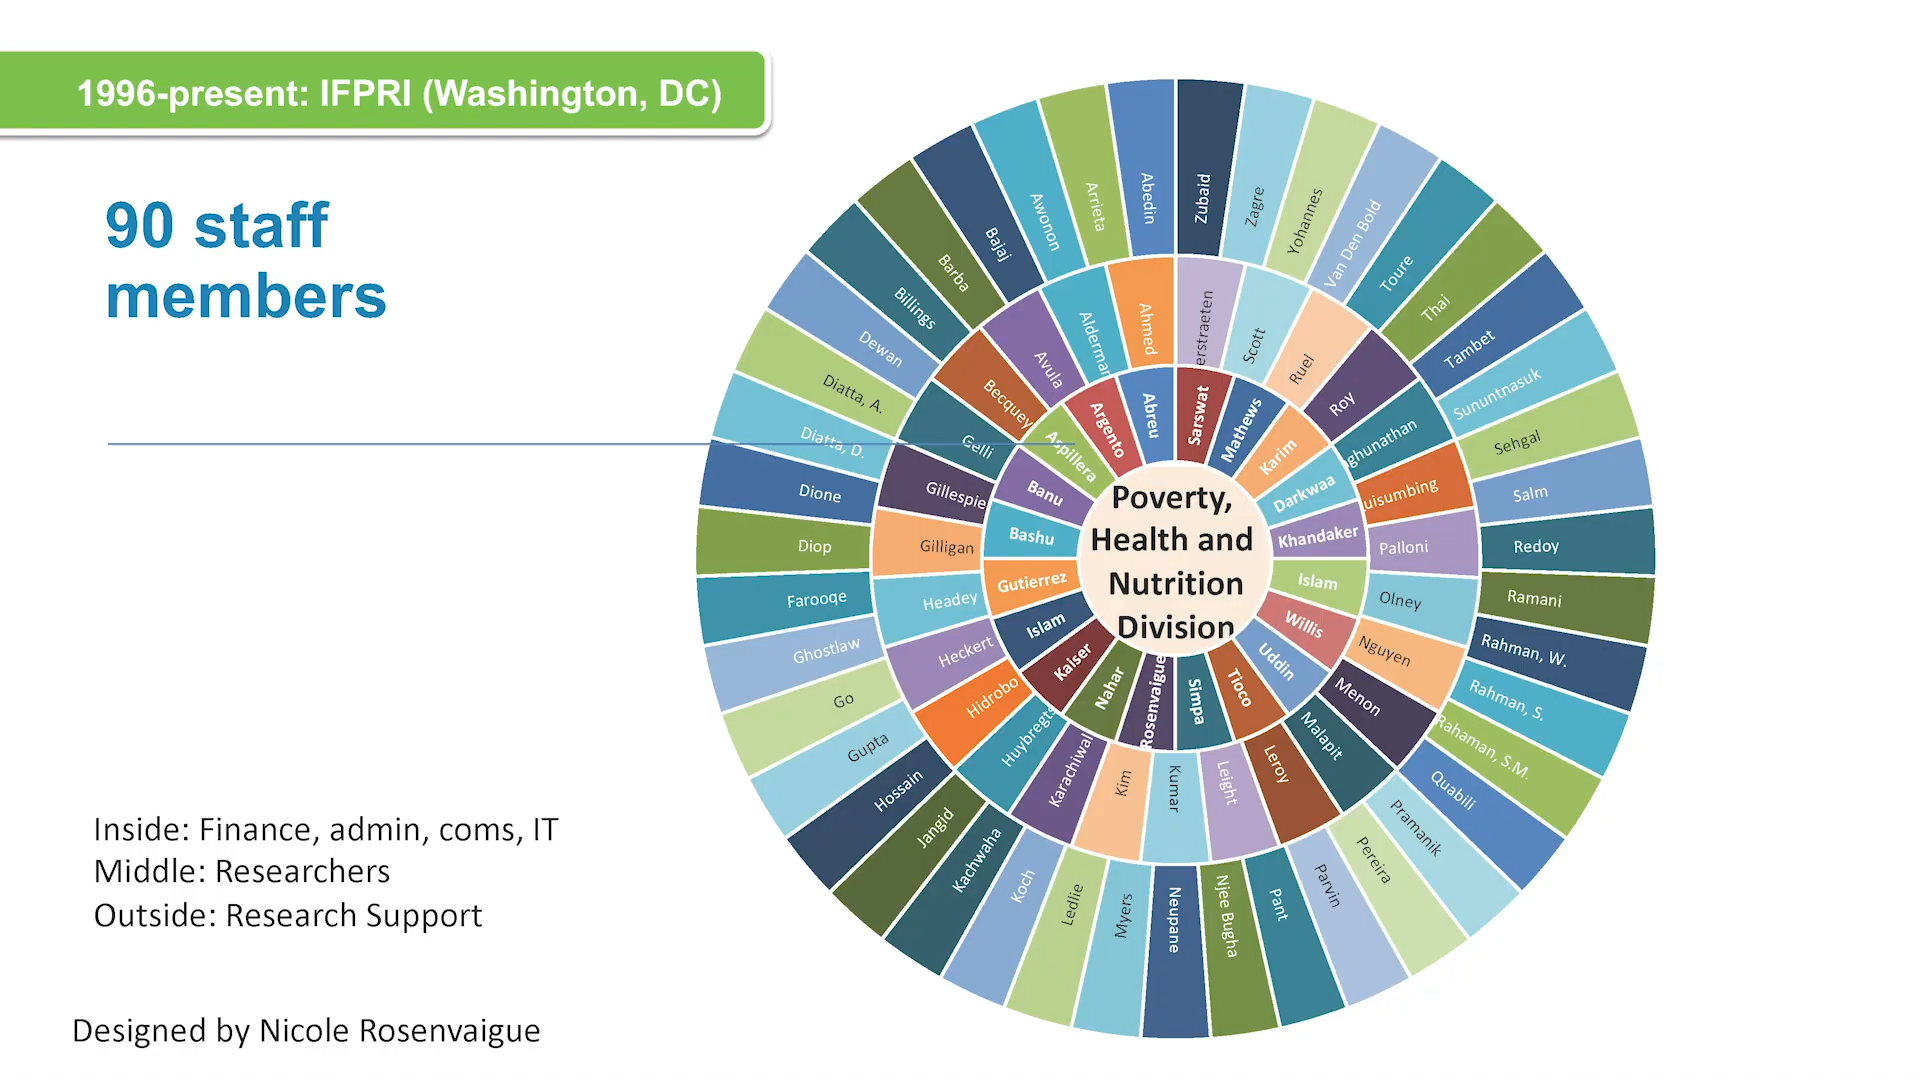 1996-present: IFPRI (Washington, DC)
90 staff
members
Inside: Finance, admin, coms, IT
Middle: Researchers
Outside: Research Support
Designed by Nicole Rosenvaigue
Poverty,
Health and
Nutrition
Division
Sarswat
Mathews
Karim
Darkwaa
Khandaker
Islam
Willis
Uddin
Tioco
Simpa
Rosenvaigue
Nahar
Kaiser
Islam
Gutierrez
Bashu
Banu
Aspillera
Argento
Abreu
erstraeten
Scott
Ruel
Roy
ghunathan
uisumbing
Palloni
Olney
Nguyen
Menon
Malapit
Leroy
Leight
Kumar
Kim
Karachiwal
Huybregts
Hidrobo
Heckert
Headey
Gilligan
Gillespie
Gelli
Becquey
Avula
Alderman
Ahmed
Zubaid
Zagre
Yohannes
Van Den Bold
Toure
Thai
Tambet
Sununtnasuk
Sehgal
Salm
Redoy
Ramani
Rahman, W.
Rahman, S.
Rahaman, S.M.
Quabili
Pramanik
Pereira
Parvin
Pant
Njee Bugha
Neupane
Myers
Ledlie
Koch
Kachwaha
Jangid
Hossain
Gupta
Go
Ghostlaw
Farooqe
Diop
Dione
Diatta, D.
Diatta, A.
Dewan
Billings
Barba
Bajaj
Awonon
Arrieta
Abedin